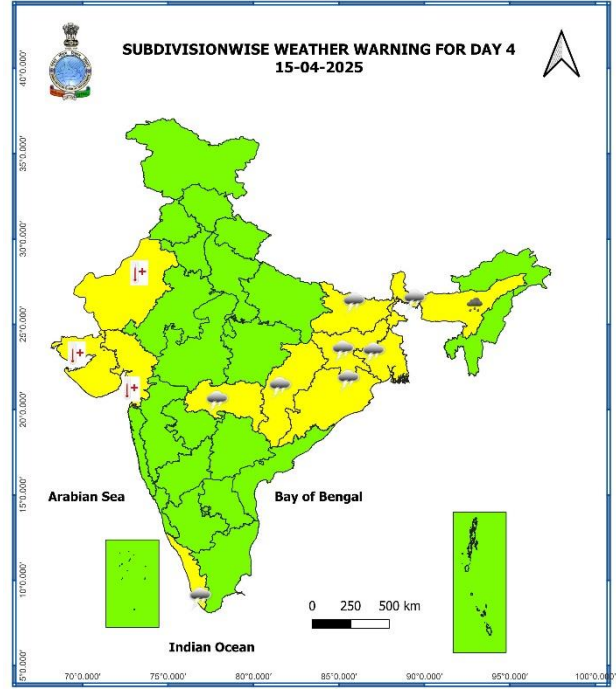 SUBDIVISIONWISE WEATHER WARNING FOR DAY 4
15-04-2025
40°0.000'
35°0.000'
30°0.000'
25°0.000'
20°0.000'
15°0.000'
10°0.000'
5°0.000'
Arabian Sea
Bay of Bengal
0 250 500 km
Indian Ocean
70°0.000' 75°0.000' 80°0.000' 85°0.000' 90°0.000' 95°0.000' 100°0.000'